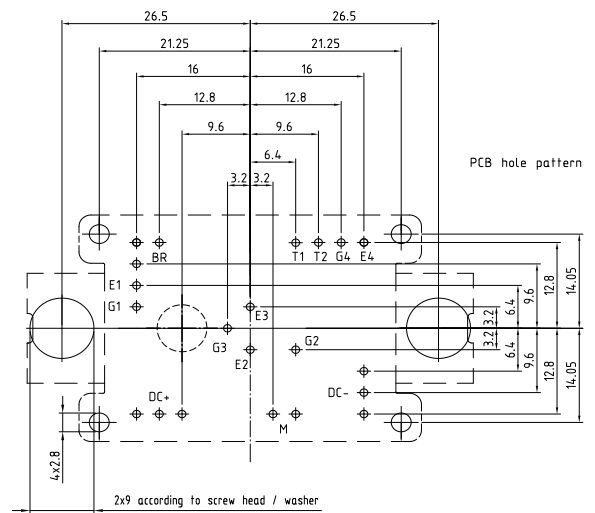 26.5 26.5
21.25 21.25
16 16
12.8 12.8
9.6 9.6
6.4
3.2 3.2
PCB hole pattern
BR T1 T2 G4 E4
E1
G1
E3
G3 G2
E2
3.2 6.4 9.6 12.8 14.05
3.2 6.4 9.6 12.8 14.05
DC+ DC-
M
4x2.8
2x9 according to screw head / washer